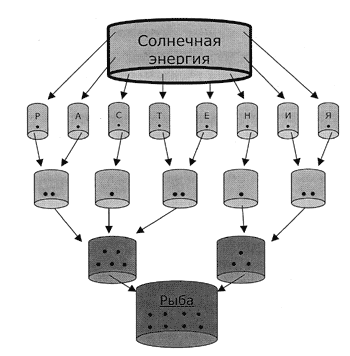 Солнечная
энергия
Р А С Т Е Н И Я
Рыба